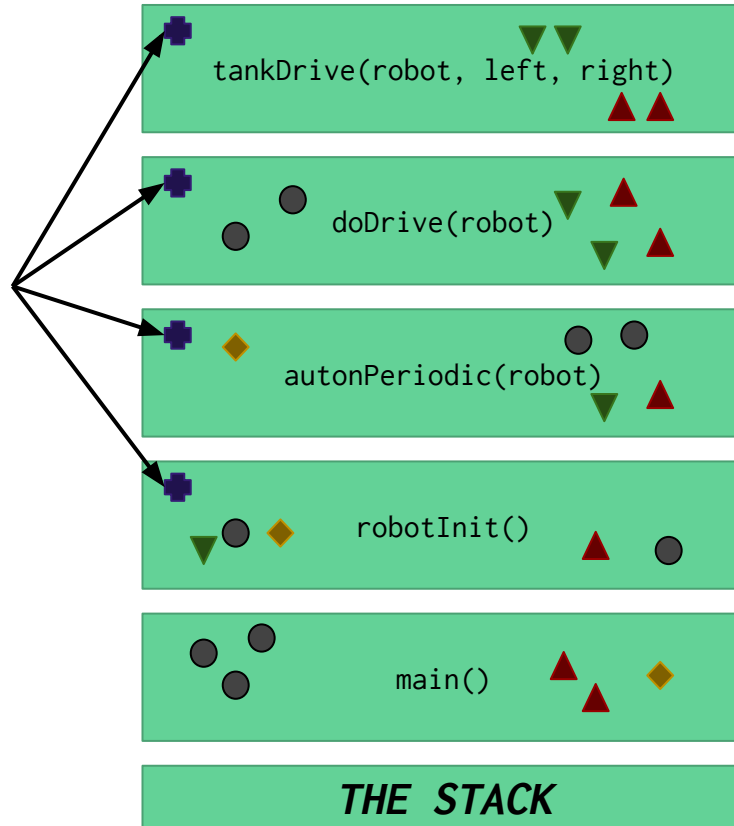 tankDrive(robot, left, right)
doDrive(robot)
autonPeriodic(robot)
robotInit()
main()
THE STACK